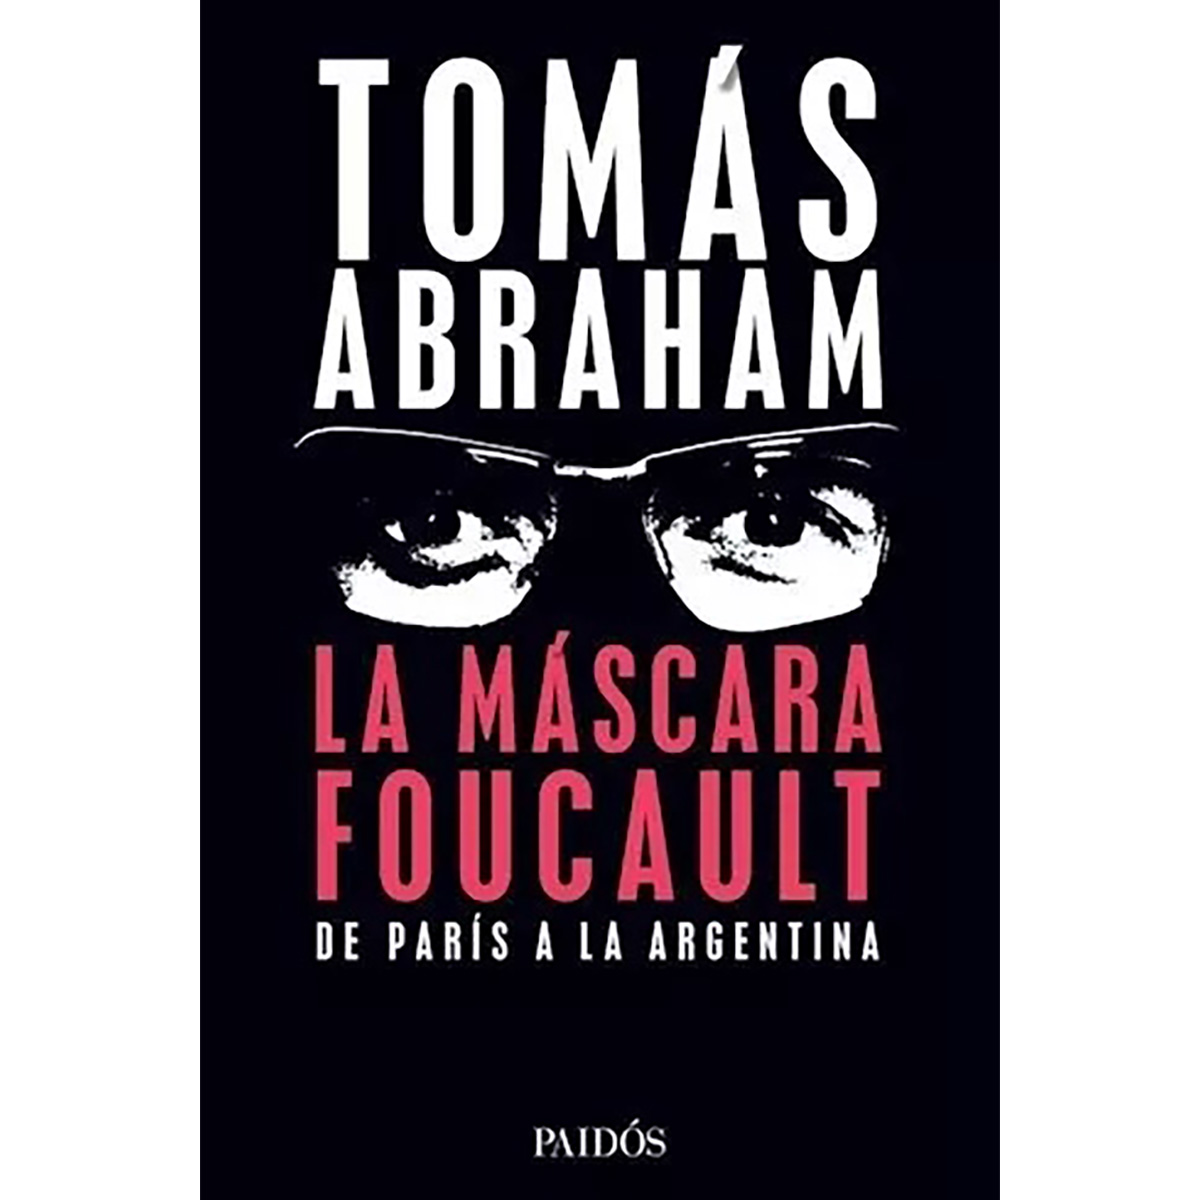 TOMÁS
ABRAHAM
LA MÁSCARA
FOUCAULT
DE PARÍS A LA ARGENTINA
PAIDÓS